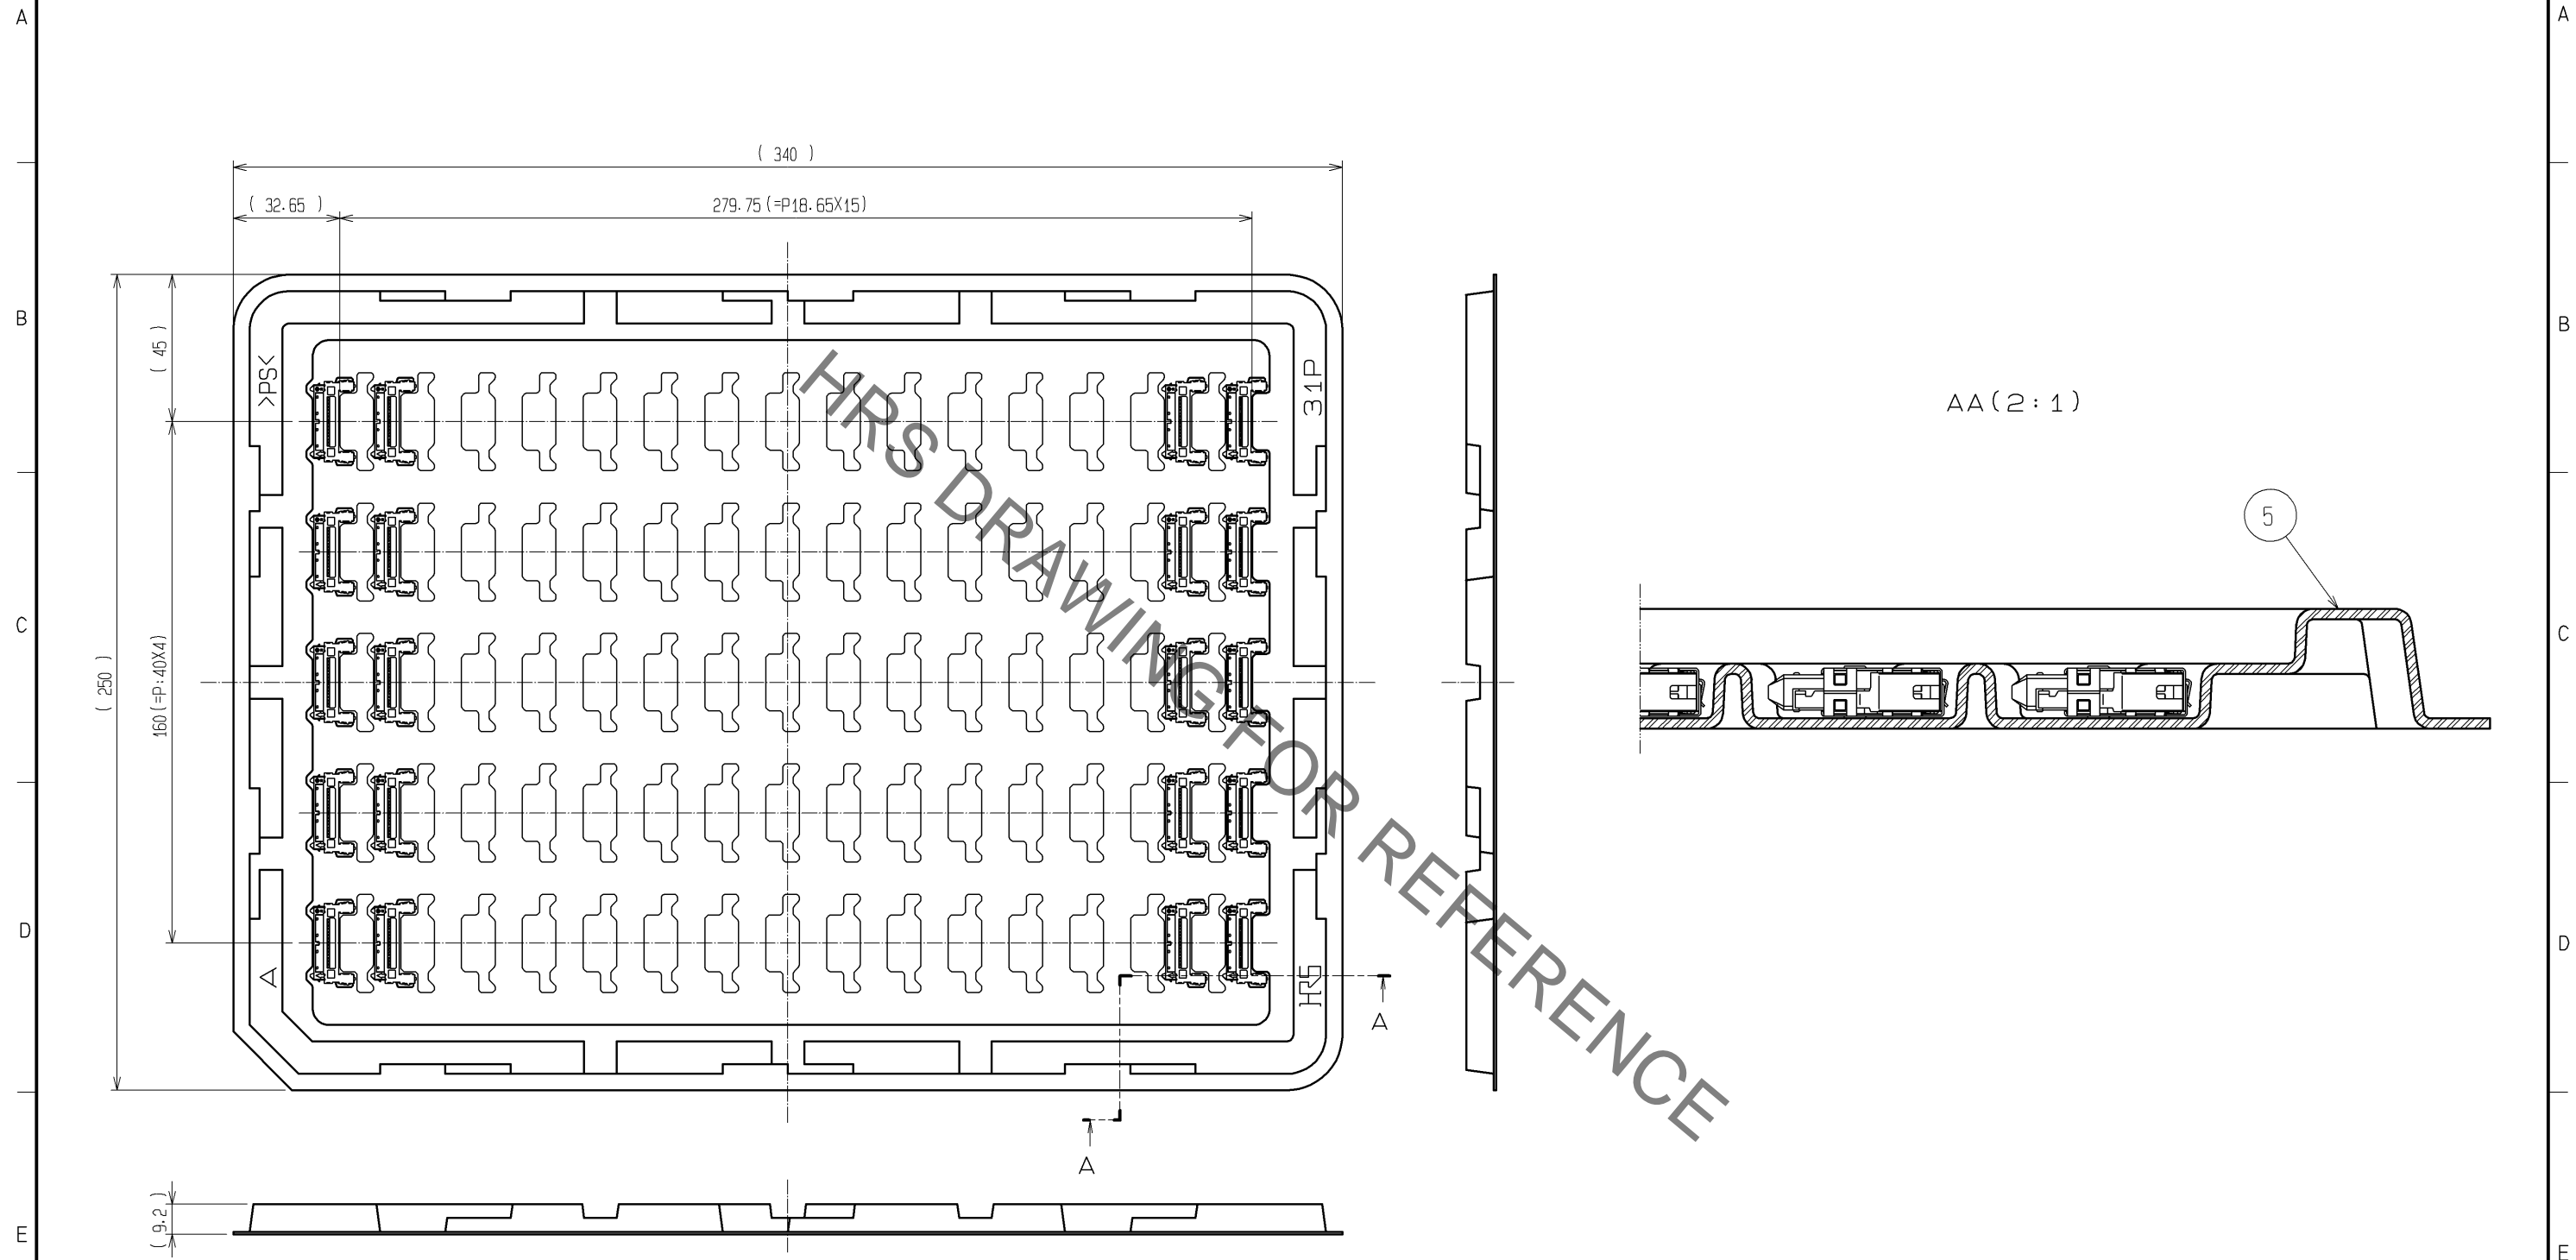 A
A
( 340 )
( 32.65 )
279.75(=P18.65X15)
B
B
( 45 )
>PS<
31P
AA(2:1)
5
HRS DRAWING FOR REFERENCE
C
C
( 250 )
160(=P:40X4)
D
D
A
HRS
A
A
( 9.2 )
E
E